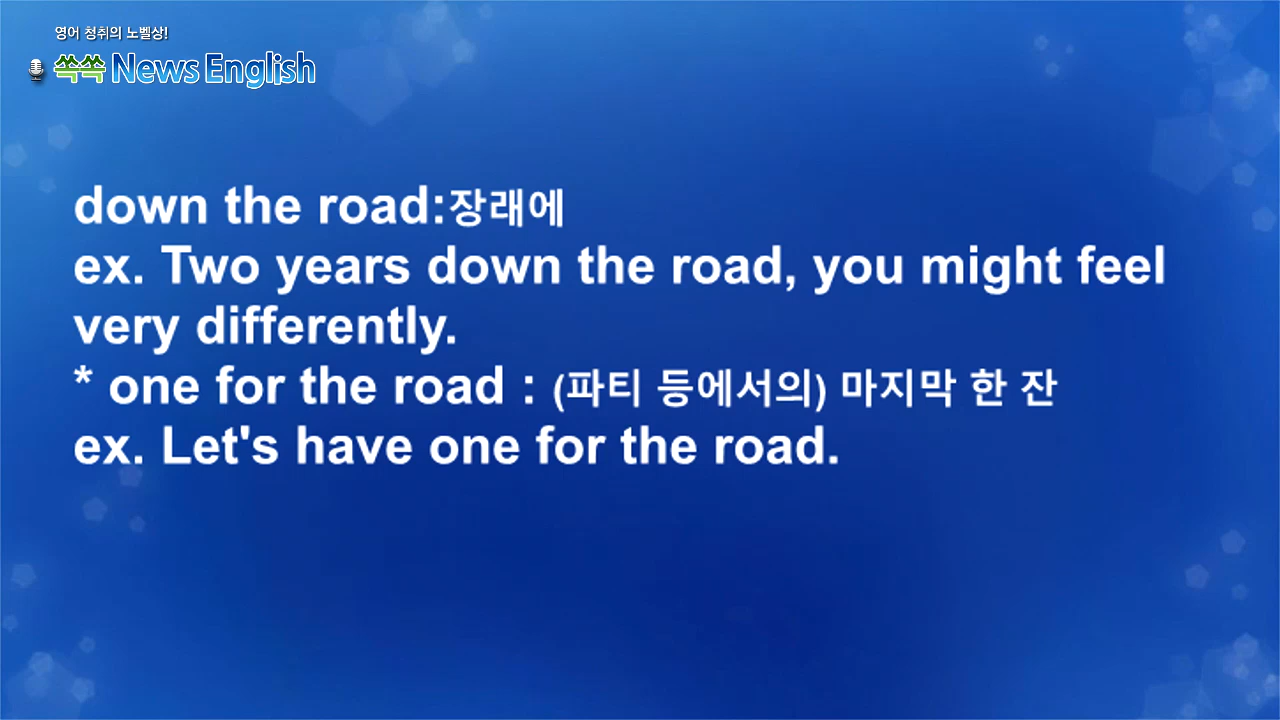 영어 청취의 노벨상!
쏙쏙 News English
down the road:장래에
ex. Two years down the road, you might feel
very differently.
* one for the road : (파티 등에서의) 마지막 한 잔
ex. Let's have one for the road.